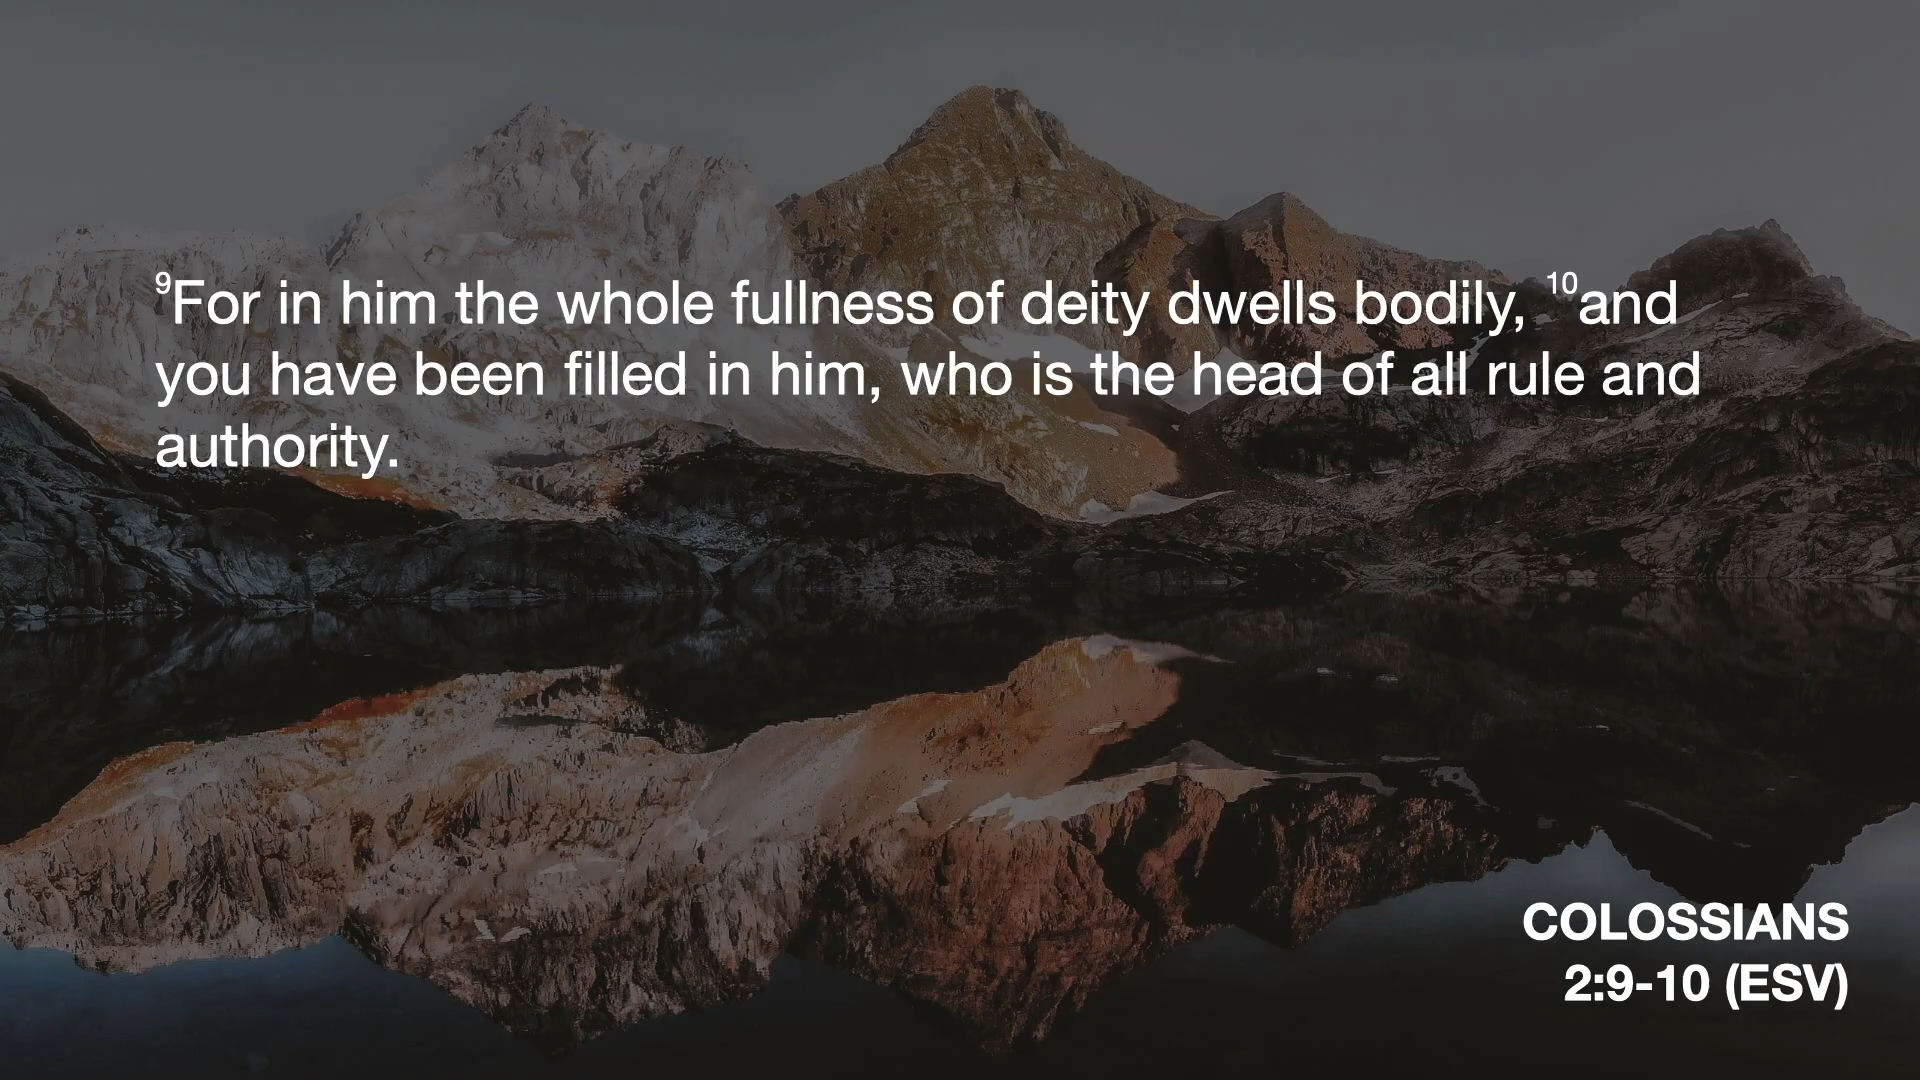 ⁹For in him the whole fullness of deity dwells bodily, ¹⁰and
you have been filled in him, who is the head of all rule and
authority.
COLOSSIANS
2:9-10 (ESV)